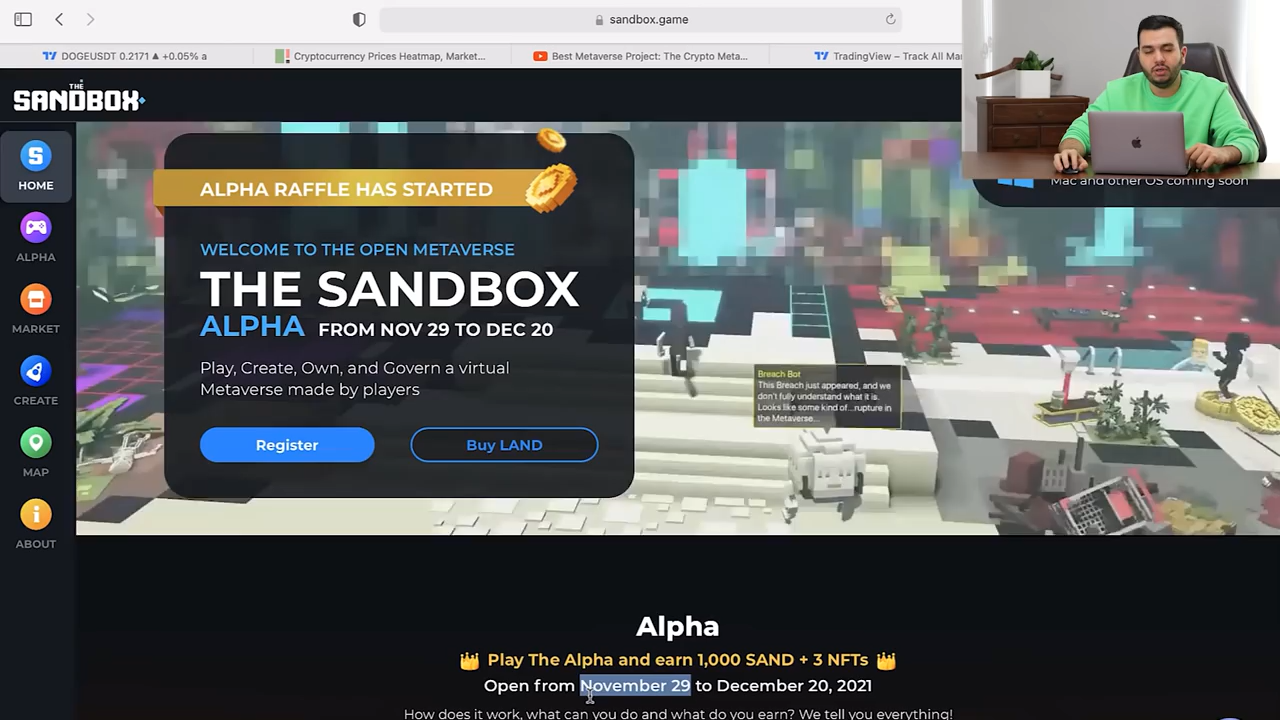 sandbox.game
DOGEUSDT 0.2171 ▲ +0.05% a
Cryptocurrency Prices Heatmap, Market...
Best Metaverse Project: The Crypto Meta...
TradingView – Track All Mar
THE
SANDBOX
HOME
ALPHA
MARKET
CREATE
MAP
ABOUT
Mac and other OS coming soon
ALPHA RAFFLE HAS STARTED
WELCOME TO THE OPEN METAVERSE
THE SANDBOX
ALPHA FROM NOV 29 TO DEC 20
Play, Create, Own, and Govern a virtual
Metaverse made by players
Register
Buy LAND
Breach Bot
This Breach just appeared, and we
don't fully understand what it is.
Looks like some kind of...rupture in
the Metaverse...
Alpha
Play The Alpha and earn 1,000 SAND + 3 NFTs
Open from November 29 to December 20, 2021
How does it work, what can you do and what do you earn? We tell you everything!